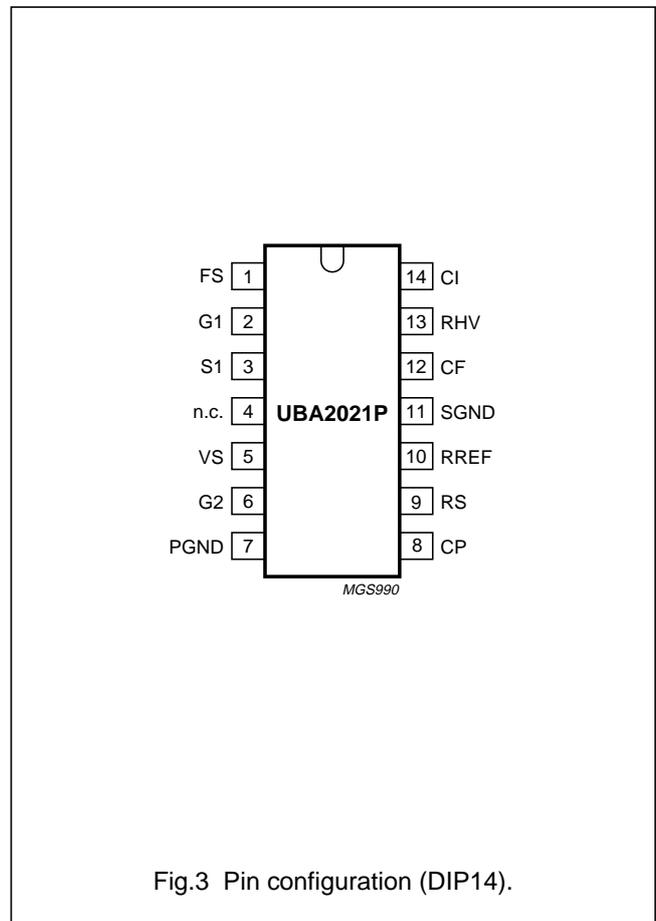 FS 1 14 CI
G1 2 13 RHV
S1 3 12 CF
n.c. 4 UBA2021P 11 SGND
VS 5 10 RREF
G2 6 9 RS
PGND 7 8 CP
MGS990
Fig.3 Pin configuration (DIP14).